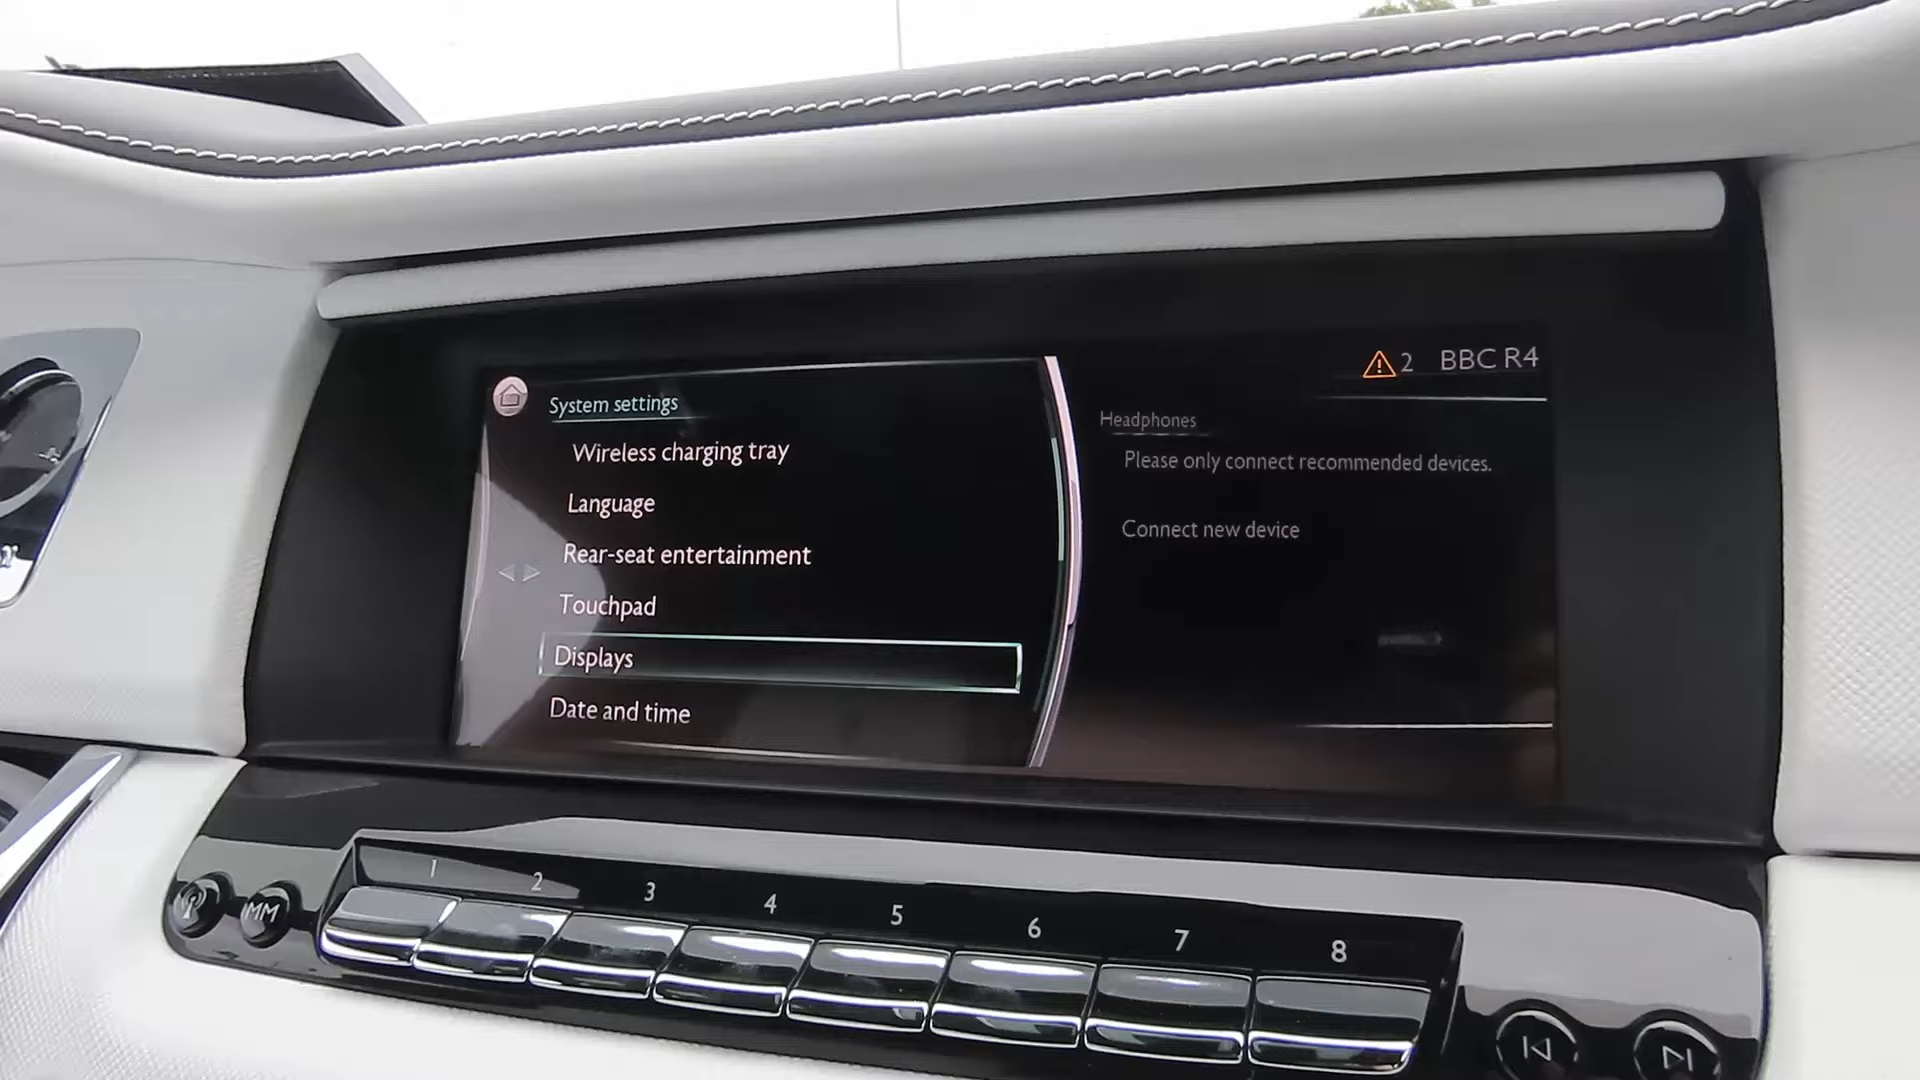 2 BBC R4
System settings
Wireless charging tray
Language
Rear-seat entertainment
Touchpad
Displays
Date and time
Headphones
Please only connect recommended devices.
Connect new device
1 2 3 4 5 6 7 8
MM